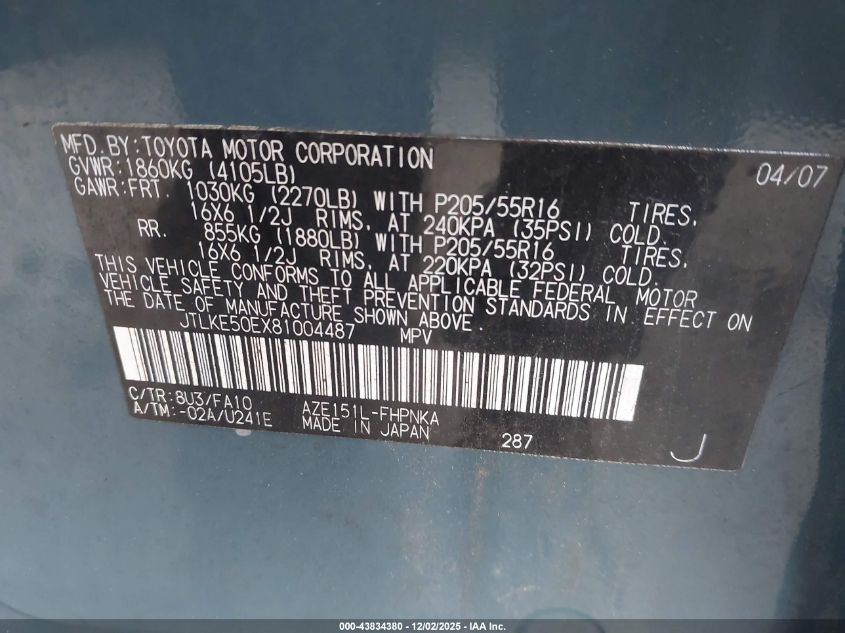 MFD. BY: TOYOTA MOTOR CORPORATION 04/07
GVWR: 1860KG (4105LB)
GAWR: FRT. 1030KG (2270LB) WITH P205/55R16 TIRES,
16X6 1/2J RIMS, AT 240KPA (35PSI) COLD.
RR. 855KG (1880LB) WITH P205/55R16 TIRES,
16X6 1/2J RIMS, AT 220KPA (32PSI) COLD.
THIS VEHICLE CONFORMS TO ALL APPLICABLE FEDERAL MOTOR
VEHICLE SAFETY AND THEFT PREVENTION STANDARDS IN EFFECT ON
THE DATE OF MANUFACTURE SHOWN ABOVE.
JTLKE50EX81004487 MPV
C/TR: 8U3/FA10 AZE151L-FHPNKA
A/TM: -02A/U241E MADE IN JAPAN 287 J
000-43834380 - 12/02/2025 - IAA Inc.